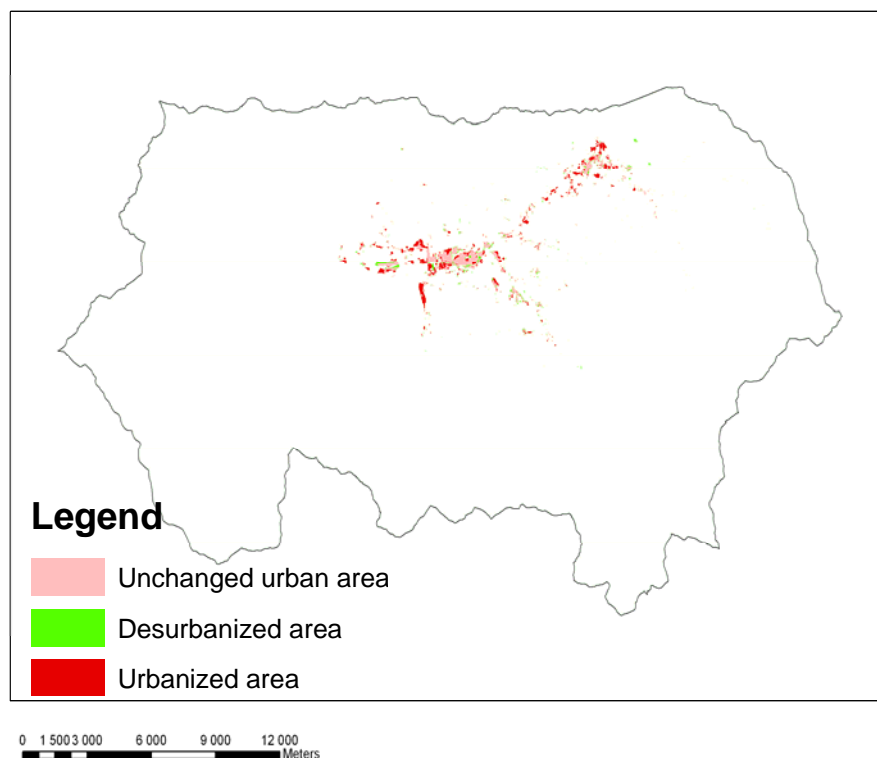 Legend
Unchanged urban area
Desurbanized area
Urbanized area
0 1 500 3 000 6 000 9 000 12 000
Meters